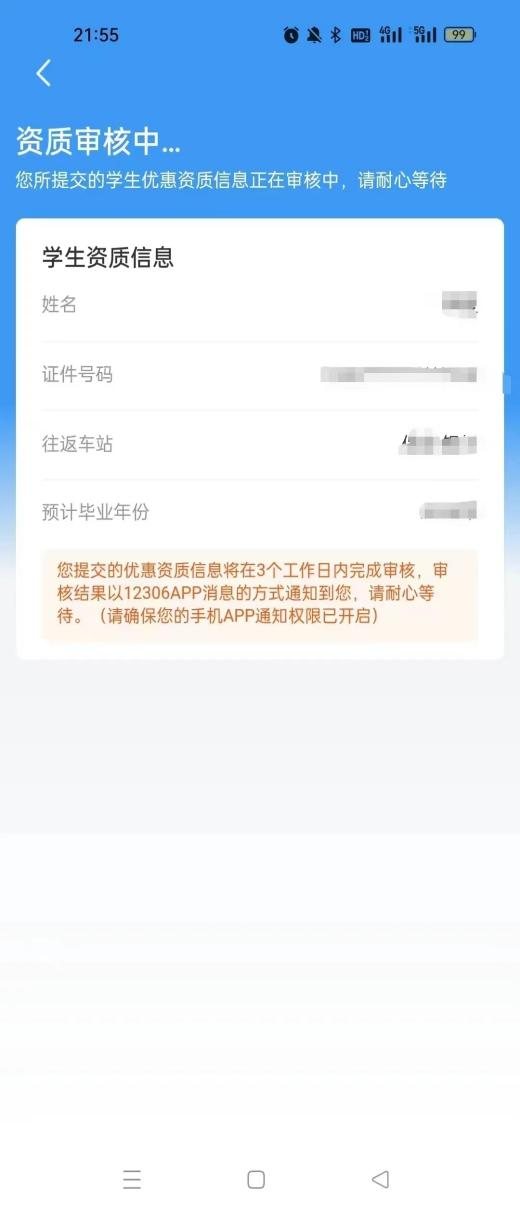 21:55
HD 4G 5G 99
资质审核中...
您所提交的学生优惠资质信息正在审核中，请耐心等待
学生资质信息
姓名
证件号码
往返车站
预计毕业年份
您提交的优惠资质信息将在3个工作日内完成审核，审
核结果以12306APP消息的方式通知到您，请耐心等
待。（请确保您的手机APP通知权限已开启）